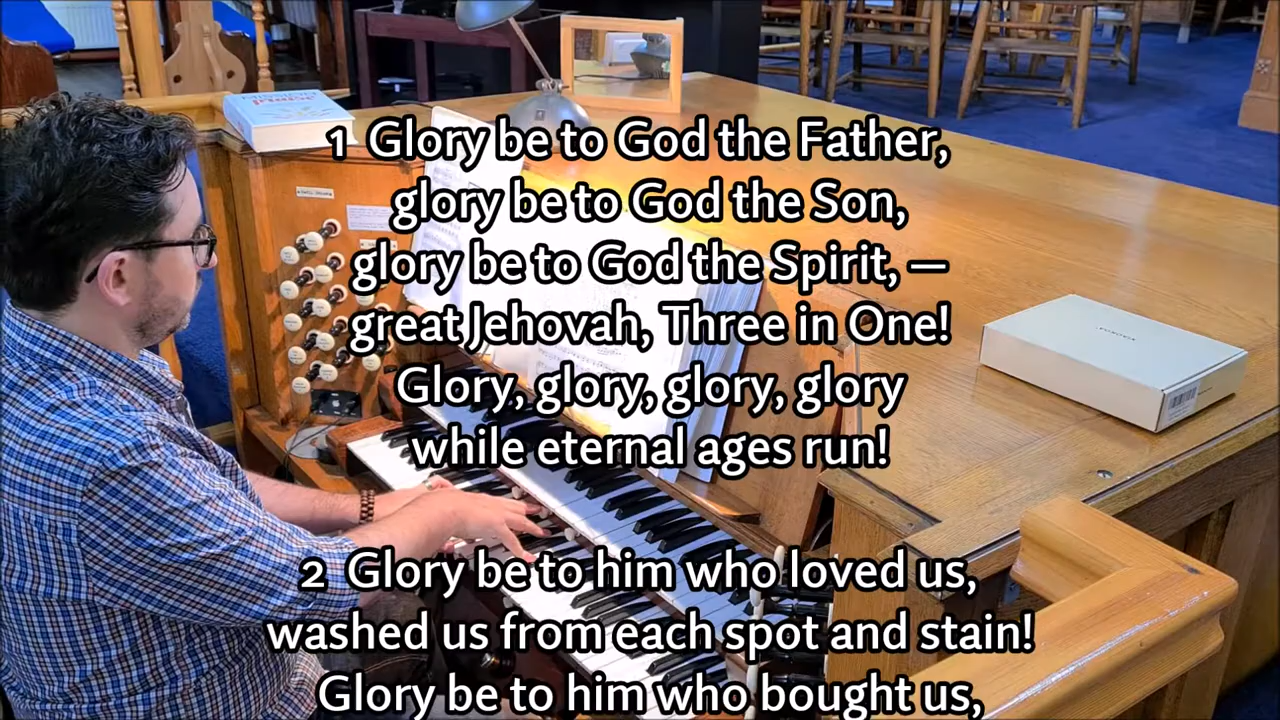 Praise
1 Glory be to God the Father,
glory be to God the Son,
glory be to God the Spirit, —
great Jehovah, Three in One!
Glory, glory, glory, glory
while eternal ages run!
2 Glory be to him who loved us,
washed us from each spot and stain!
Glory be to him who bought us,